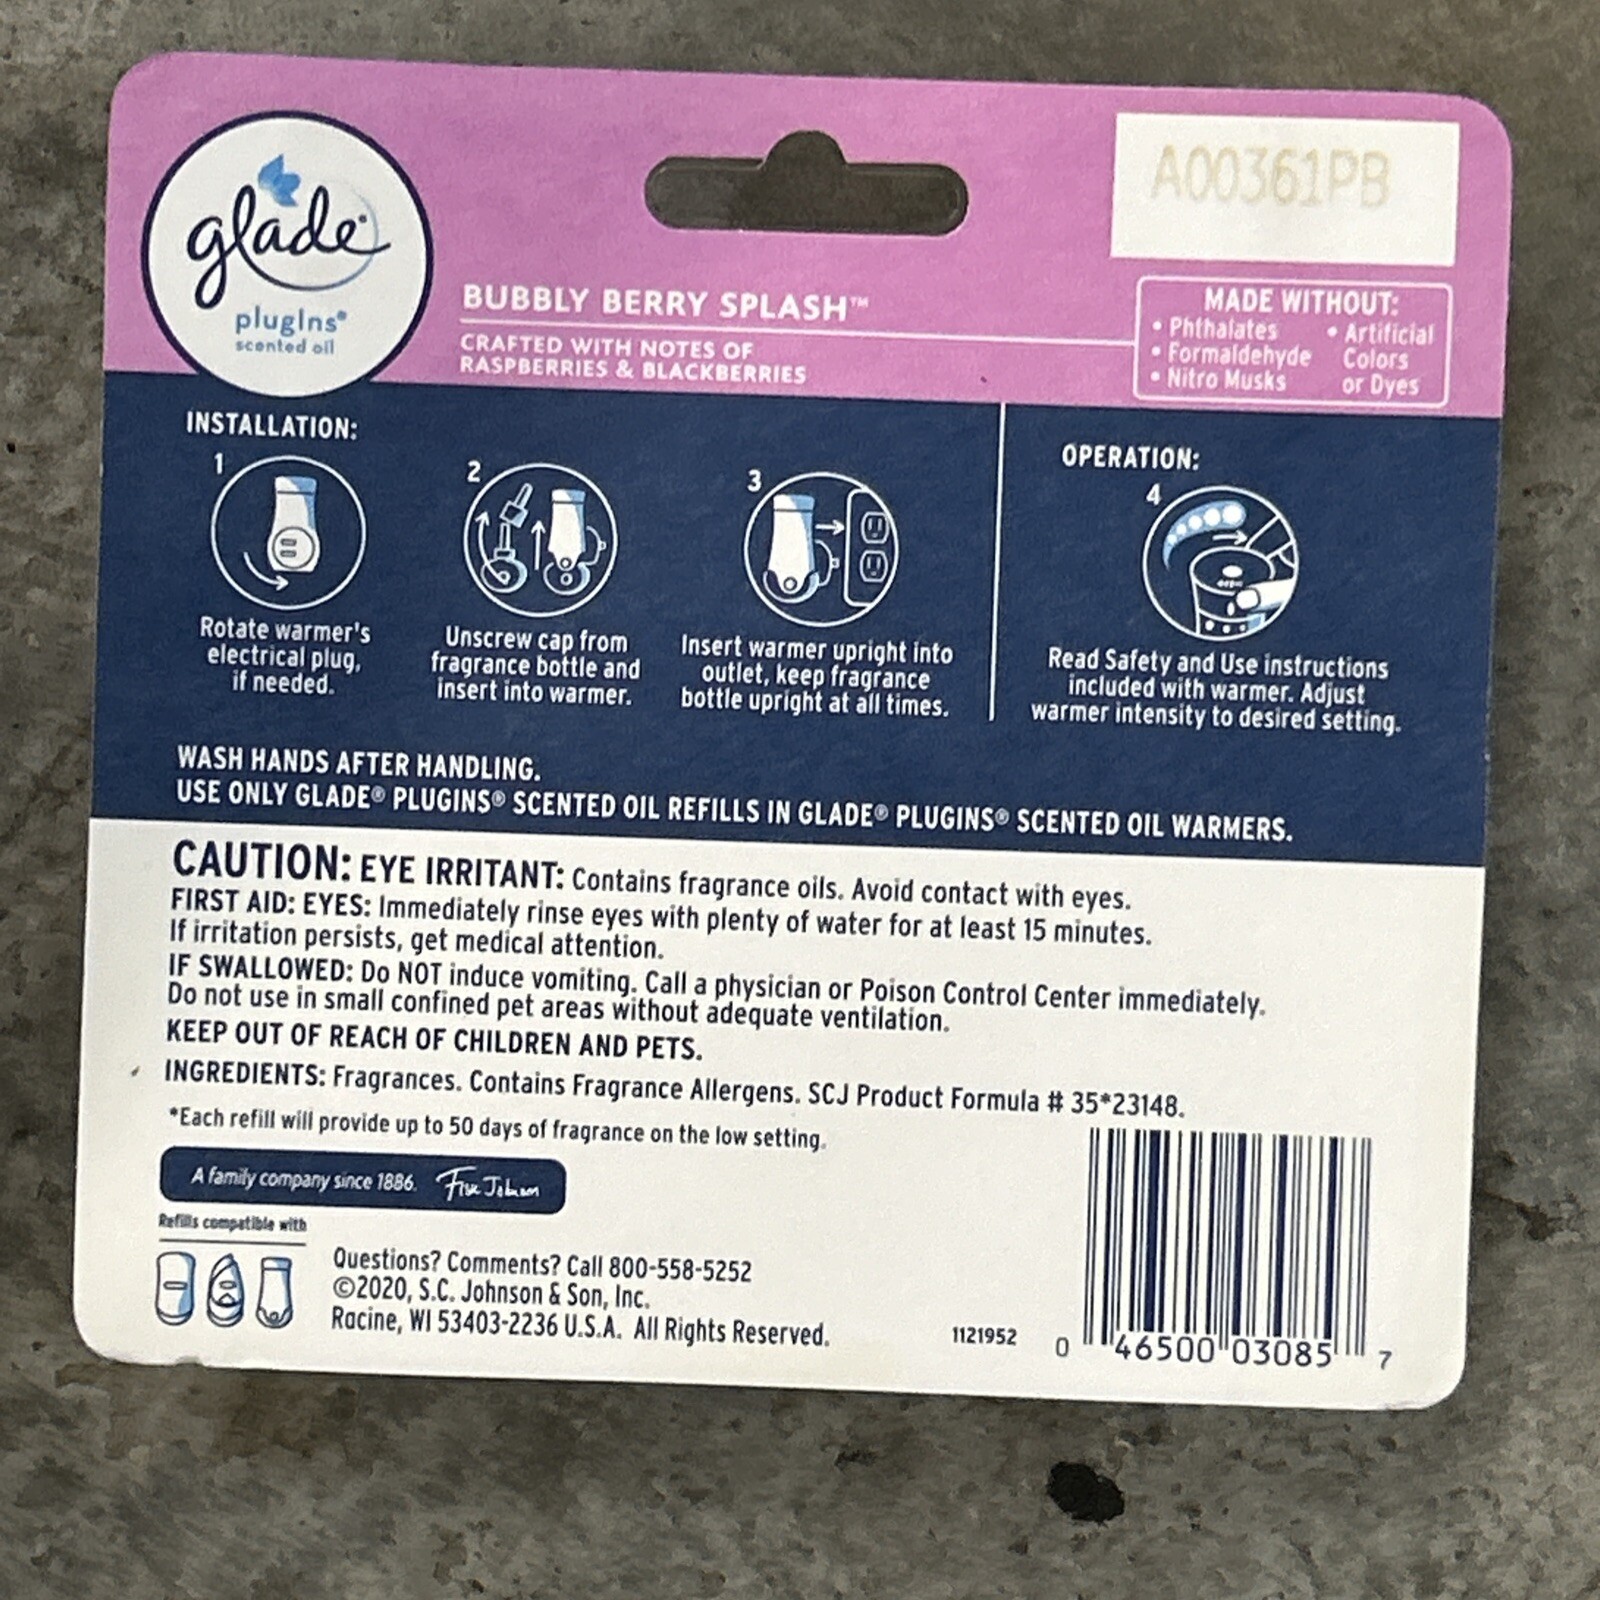 glade
plugIns®
scented oil
A00361PB
BUBBLY BERRY SPLASH™
CRAFTED WITH NOTES OF
RASPBERRIES & BLACKBERRIES
MADE WITHOUT:
• Phthalates
• Formaldehyde
• Nitro Musks
• Artificial
Colors
or Dyes
INSTALLATION:
1
Rotate warmer's
electrical plug,
if needed.
2
Unscrew cap from
fragrance bottle and
insert into warmer.
3
Insert warmer upright into
outlet, keep fragrance
bottle upright at all times.
OPERATION:
4
Read Safety and Use instructions
included with warmer. Adjust
warmer intensity to desired setting.
WASH HANDS AFTER HANDLING.
USE ONLY GLADE® PLUGINS® SCENTED OIL REFILLS IN GLADE® PLUGINS® SCENTED OIL WARMERS.
CAUTION: EYE IRRITANT: Contains fragrance oils. Avoid contact with eyes.
FIRST AID: EYES: Immediately rinse eyes with plenty of water for at least 15 minutes.
If irritation persists, get medical attention.
IF SWALLOWED: Do NOT induce vomiting. Call a physician or Poison Control Center immediately.
Do not use in small confined pet areas without adequate ventilation.
KEEP OUT OF REACH OF CHILDREN AND PETS.
INGREDIENTS: Fragrances. Contains Fragrance Allergens. SCJ Product Formula # 35*23148.
*Each refill will provide up to 50 days of fragrance on the low setting.
A family company since 1886. Fisk Johnson
Refills compatible with
Questions? Comments? Call 800-558-5252
©2020, S.C. Johnson & Son, Inc.
Racine, WI 53403-2236 U.S.A. All Rights Reserved.
1121952
0 46500 03085 7